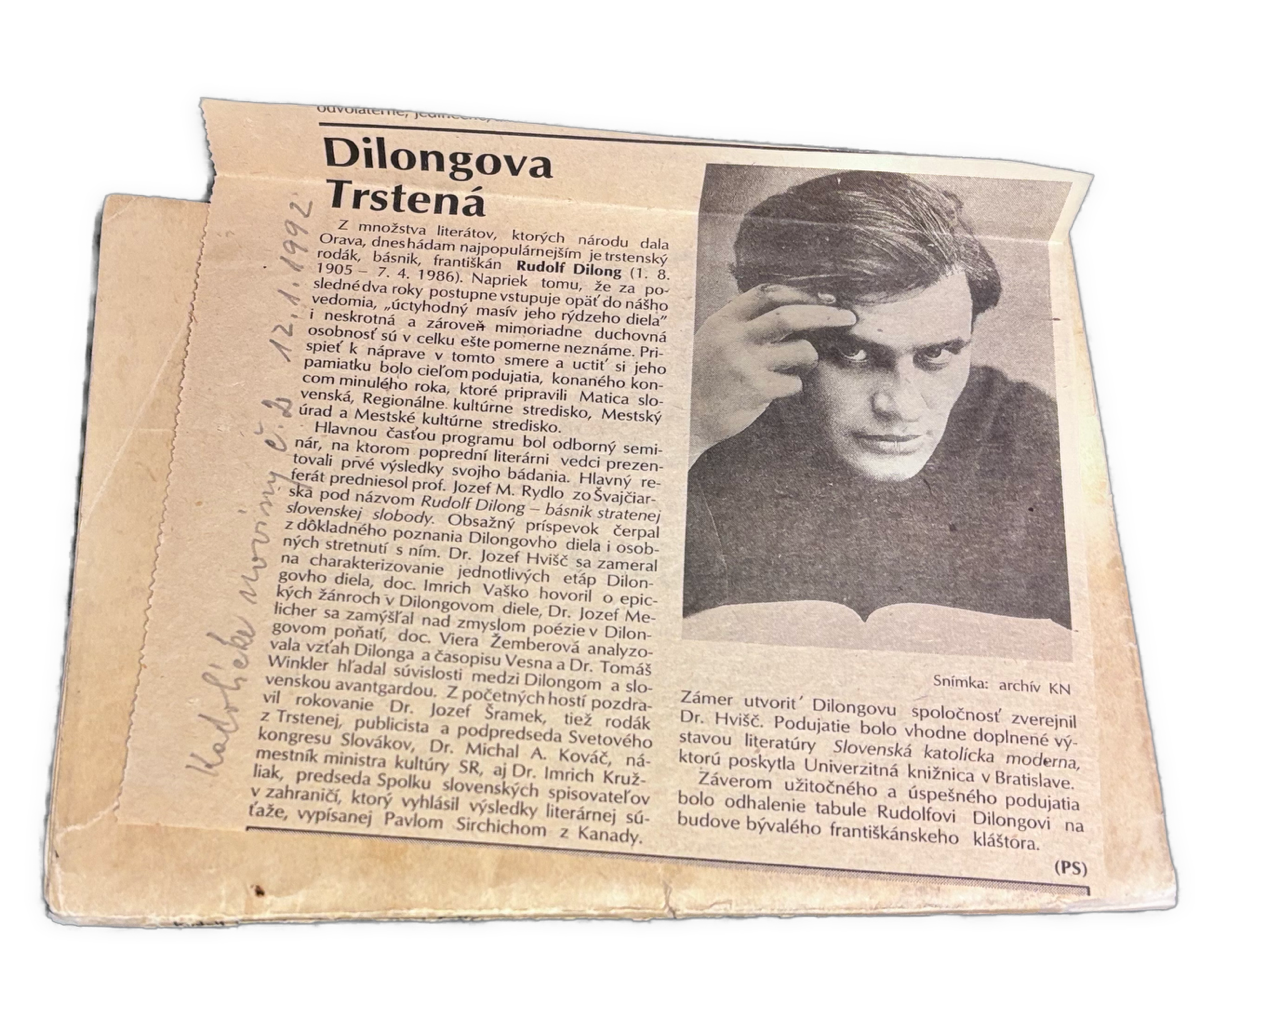 odvolateľne, jedinečn
Dilongova
Trstená
Z množstva literátov, ktorých národu dala
Orava, dnes hádam najpopulárnejším je trstenský
rodák, básnik, františkán Rudolf Dilong (1. 8.
1905 – 7. 4. 1986). Napriek tomu, že za po-
sledné dva roky postupne vstupuje opäť do nášho
vedomia, „úctyhodný masív jeho rýdzeho diela”
i neskrotná a zároveň mimoriadne duchovná
osobnosť sú v celku ešte pomerne neznáme. Pri-
spieť k náprave v tomto smere a uctiť si jeho
pamiatku bolo cieľom podujatia, konaného kon-
com minulého roka, ktoré pripravili Matica slo-
venská, Regionálne kultúrne stredisko, Mestský
úrad a Mestské kultúrne stredisko.
Hlavnou časťou programu bol odborný semi-
nár, na ktorom poprední literárni vedci prezen-
tovali prvé výsledky svojho bádania. Hlavný re-
ferát predniesol prof. Jozef M. Rydlo zo Švajčiar-
ska pod názvom Rudolf Dilong – básnik stratenej
slovenskej slobody. Obsažný príspevok čerpal
z dôkladného poznania Dilongovho diela i osob-
ných stretnutí s ním. Dr. Jozef Hvišč sa zameral
na charakterizovanie jednotlivých etáp Dilon-
govho diela, doc. Imrich Vaško hovoril o epic-
kých žánroch v Dilongovom diele, Dr. Jozef Me-
licher sa zamýšľal nad zmyslom poézie v Dilon-
govom poňatí, doc. Viera Žemberová analyzo-
vala vzťah Dilonga a časopisu Vesna a Dr. Tomáš
Winkler hľadal súvislosti medzi Dilongom a slo-
venskou avantgardou. Z početných hostí pozdra-
vil rokovanie Dr. Jozef Šramek, tiež rodák
z Trstenej, publicista a podpredseda Svetového
kongresu Slovákov, Dr. Michal A. Kováč, ná-
mestník ministra kultúry SR, aj Dr. Imrich Kruž-
liak, predseda Spolku slovenských spisovateľov
v zahraničí, ktorý vyhlásil výsledky literárnej sú-
ťaže, vypísanej Pavlom Sirchichom z Kanady.
Snímka: archív KN
Zámer utvoriť Dilongovu spoločnosť zverejnil
Dr. Hvišč. Podujatie bolo vhodne doplnené vý-
stavou literatúry Slovenská katolícka moderna,
ktorú poskytla Univerzitná knižnica v Bratislave.
Záverom užitočného a úspešného podujatia
bolo odhalenie tabule Rudolfovi Dilongovi na
budove bývalého františkánskeho kláštora.
(PS)
Katolícke noviny č. 2 12.1.1992